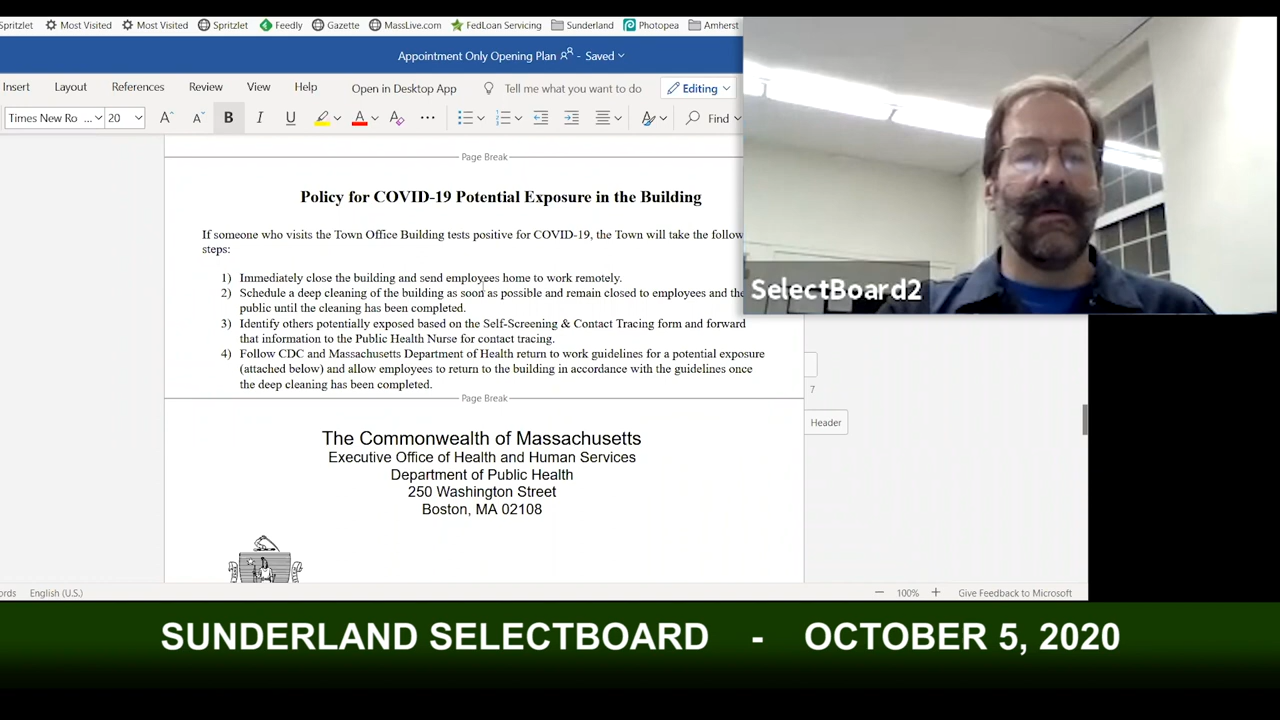 Spritzlet Most Visited Most Visited Spritzlet Feedly Gazette MassLive.com FedLoan Servicing Sunderland Photopea Amherst
Appointment Only Opening Plan - Saved
Insert Layout References Review View Help Open in Desktop App Tell me what you want to do Editing
Times New Ro ... 20 B I U A A Find
Page Break
Policy for COVID-19 Potential Exposure in the Building
If someone who visits the Town Office Building tests positive for COVID-19, the Town will take the follow
steps:
1) Immediately close the building and send employees home to work remotely.
2) Schedule a deep cleaning of the building as soon as possible and remain closed to employees and the
public until the cleaning has been completed.
3) Identify others potentially exposed based on the Self-Screening & Contact Tracing form and forward
that information to the Public Health Nurse for contact tracing.
4) Follow CDC and Massachusetts Department of Health return to work guidelines for a potential exposure
(attached below) and allow employees to return to the building in accordance with the guidelines once
the deep cleaning has been completed.
Page Break
7
Header
The Commonwealth of Massachusetts
Executive Office of Health and Human Services
Department of Public Health
250 Washington Street
Boston, MA 02108
ords English (U.S.) 100% Give Feedback to Microsoft
SelectBoard2
SUNDERLAND SELECTBOARD - OCTOBER 5, 2020